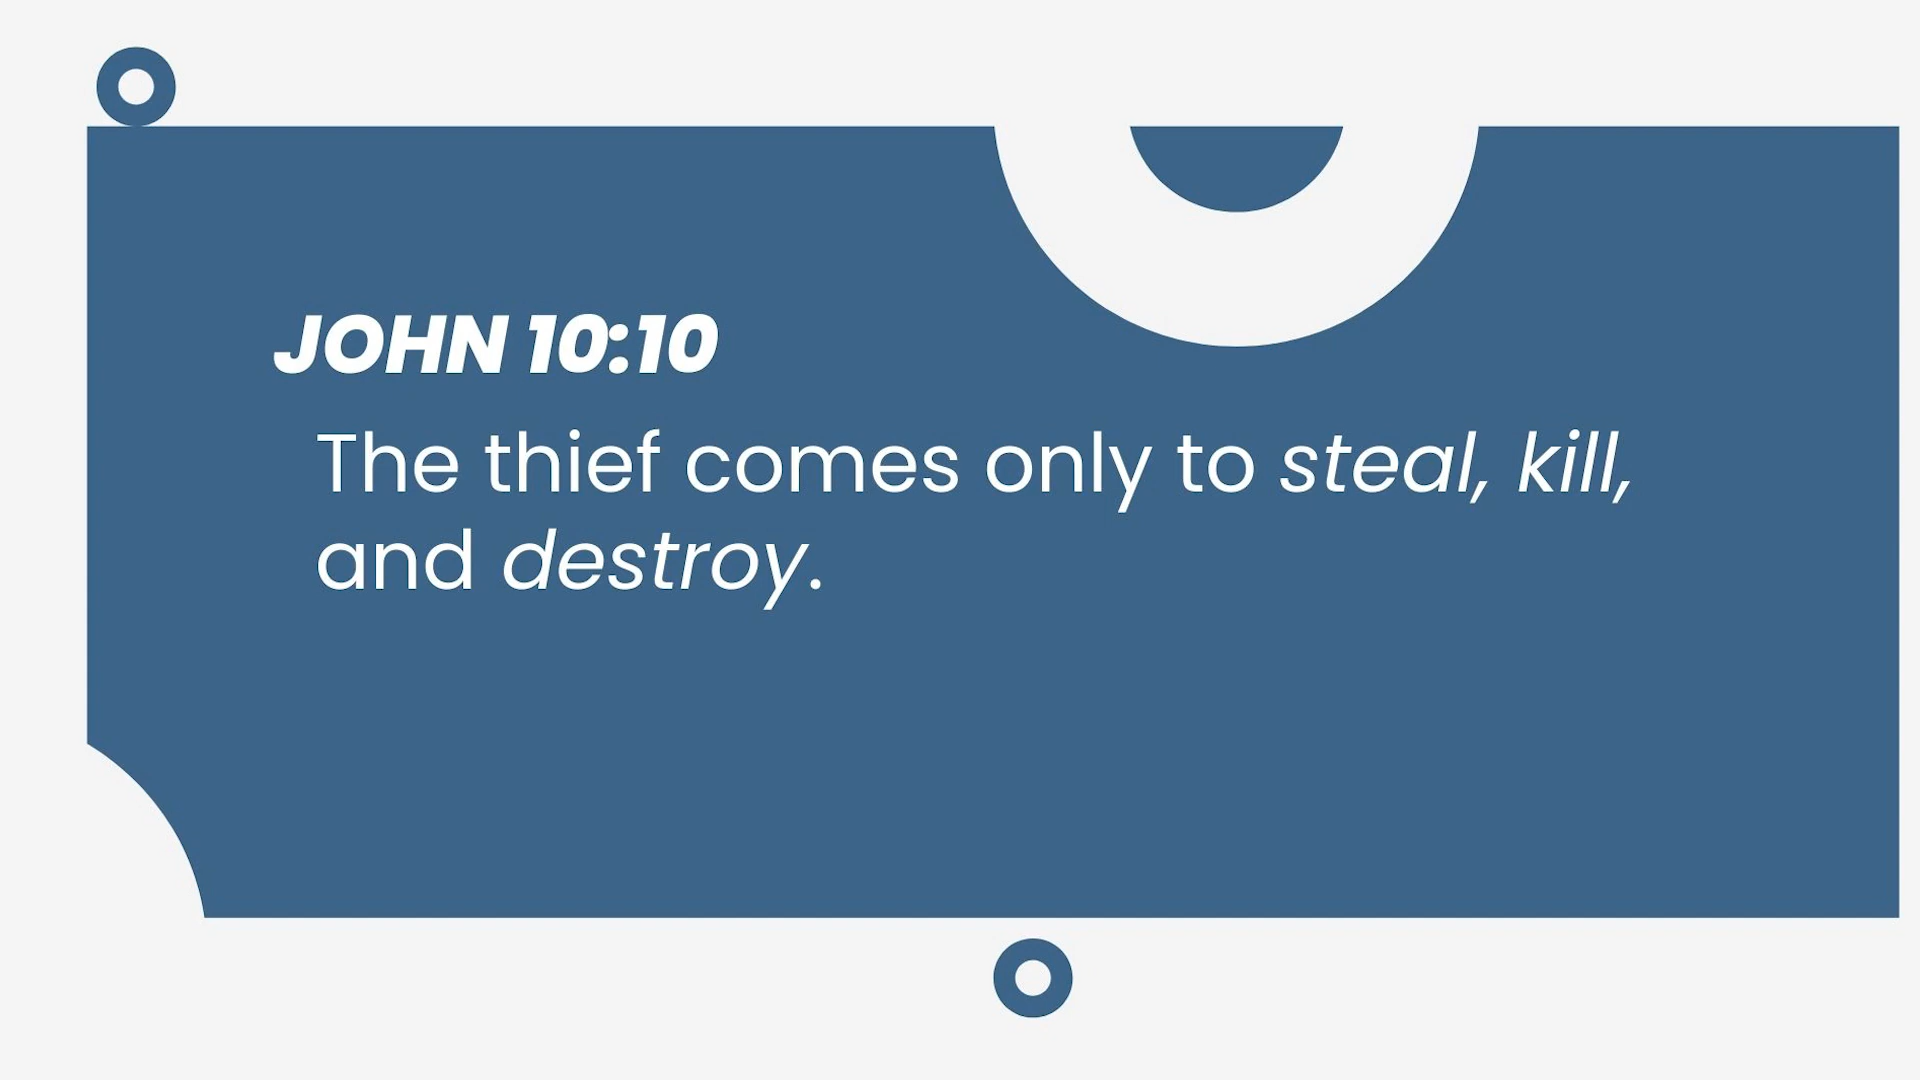 JOHN 10:10
The thief comes only to steal, kill,
and destroy.